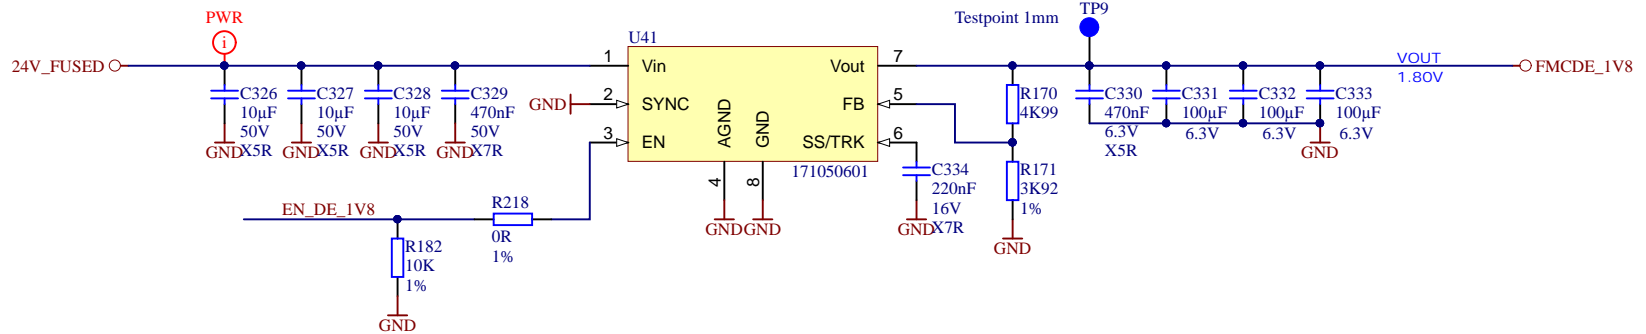 PWR
24V_FUSED
C326
10µF
50V
X5R
GND
C327
10µF
50V
X5R
GND
C328
10µF
50V
X5R
GND
C329
470nF
50V
X7R
GND
U41
1
Vin
2
SYNC
GND
3
EN
AGND
4
GND
GND
8
GND
7
Vout
5
FB
6
SS/TRK
171050601
C334
220nF
16V
X7R
GND
EN_DE_1V8
R218
0R
1%
R182
10K
1%
GND
Testpoint 1mm
TP9
R170
4K99
R171
3K92
1%
GND
C330
470nF
6.3V
X5R
C331
100µF
6.3V
C332
100µF
6.3V
C333
100µF
6.3V
GND
VOUT
1.80V
FMCDE_1V8
i